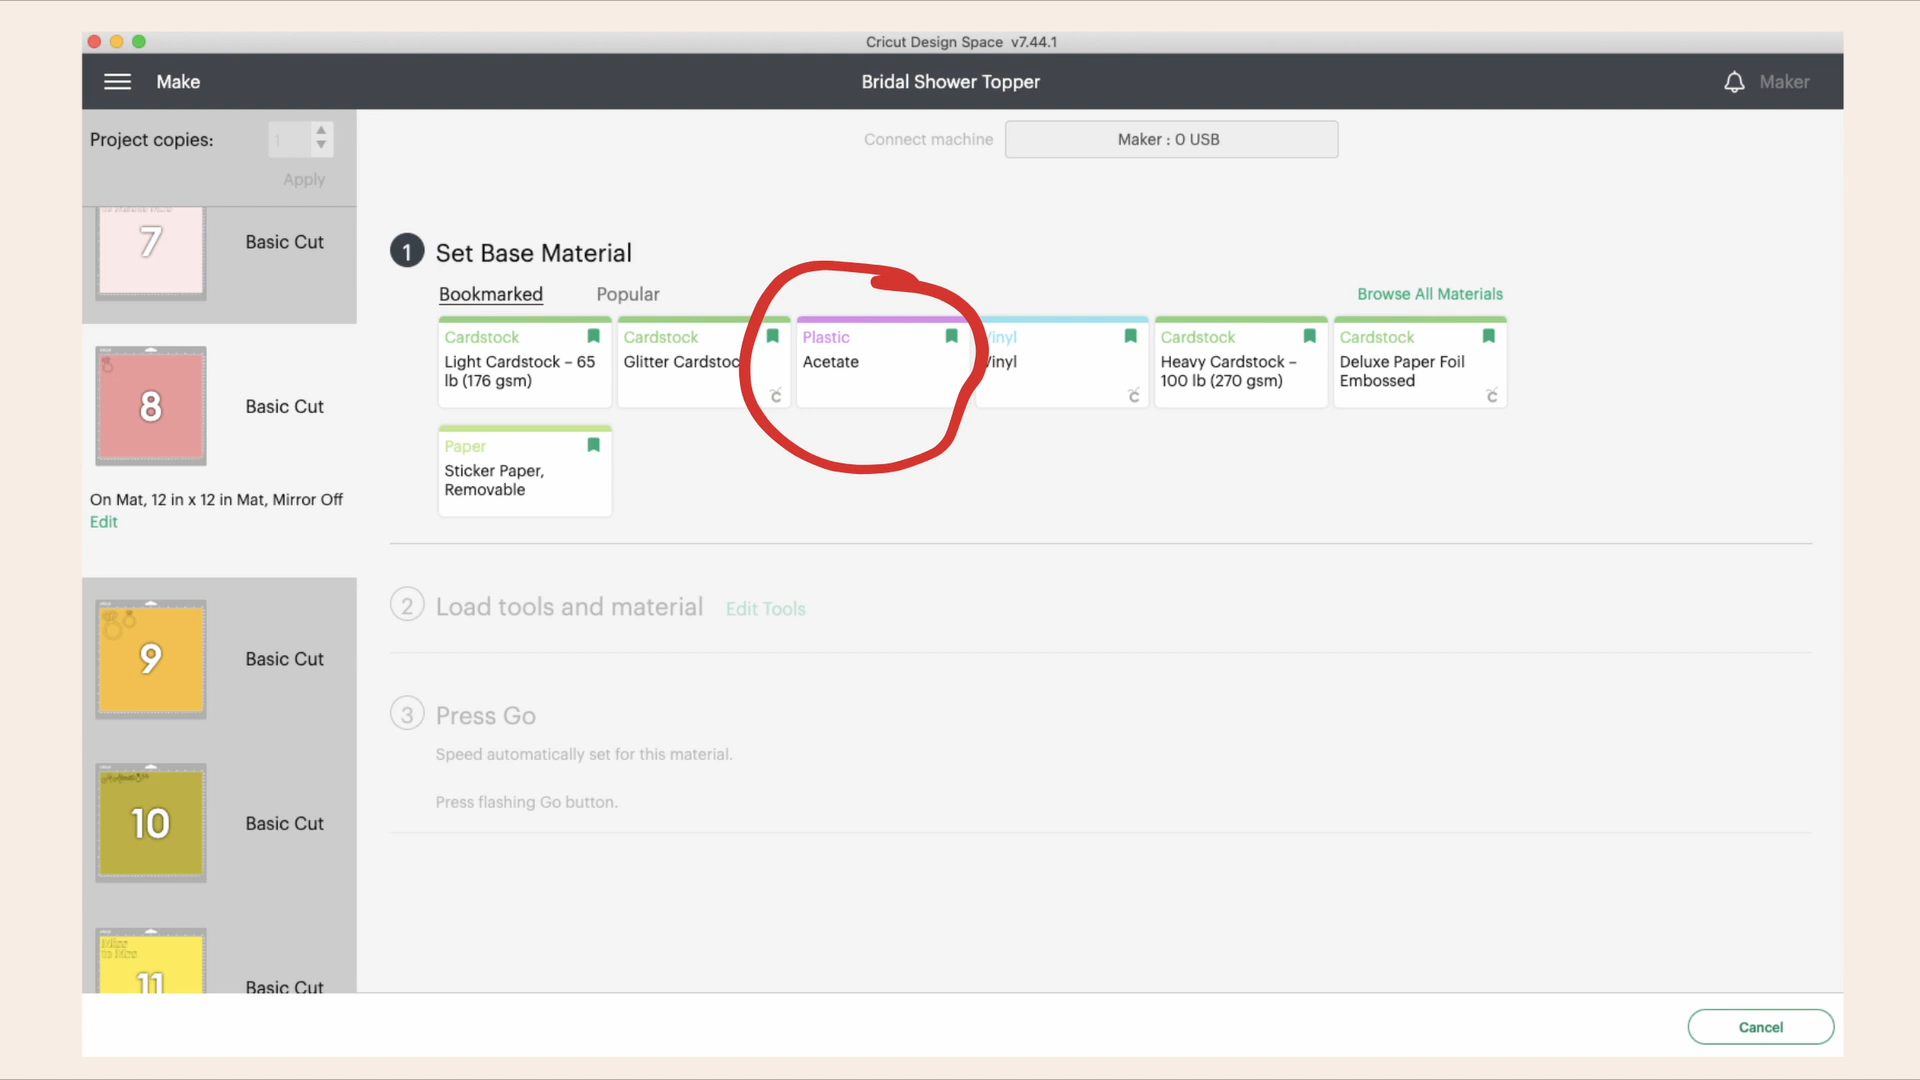 Cricut Design Space v7.44.1
Make
Bridal Shower Topper
Maker
Project copies:
1
Apply
Connect machine
Maker : 0 USB
7
Basic Cut
8
Basic Cut
On Mat, 12 in x 12 in Mat, Mirror Off
Edit
9
Basic Cut
10
Basic Cut
11
Basic Cut
1
Set Base Material
Bookmarked
Popular
Browse All Materials
Cardstock
Light Cardstock – 65
lb (176 gsm)
Cardstock
Glitter Cardstoc
Plastic
Acetate
Vinyl
Vinyl
Cardstock
Heavy Cardstock –
100 lb (270 gsm)
Cardstock
Deluxe Paper Foil
Embossed
Paper
Sticker Paper,
Removable
2
Load tools and material
Edit Tools
3
Press Go
Speed automatically set for this material.
Press flashing Go button.
Cancel